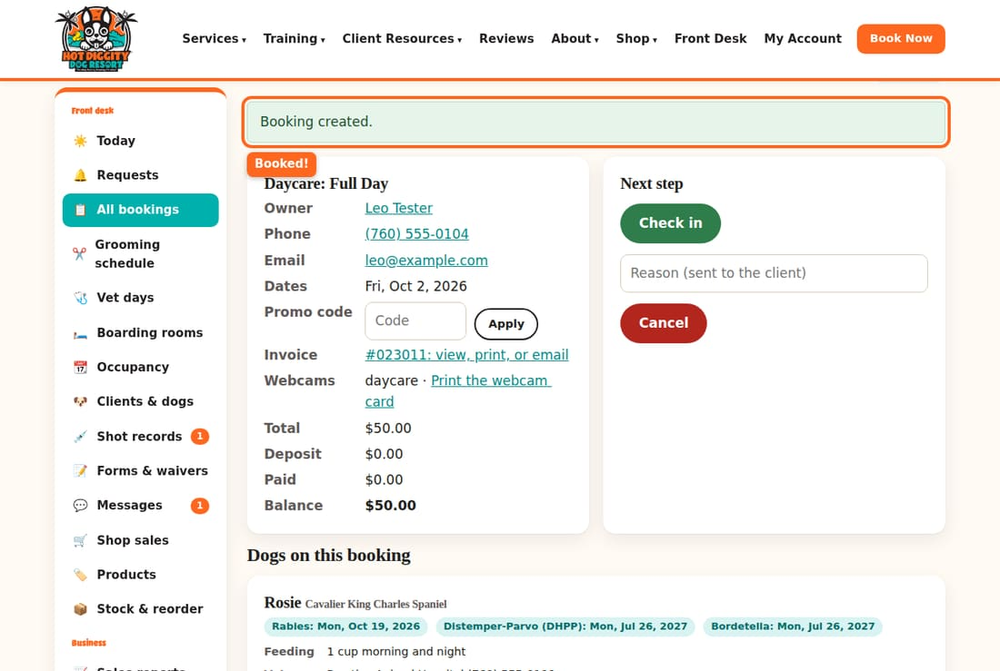 HOT DIGGITY
DOG RESORT
Services ▾
Training ▾
Client Resources ▾
Reviews
About ▾
Shop ▾
Front Desk
My Account
Book Now
Front desk
Today
Requests
All bookings
Grooming
schedule
Vet days
Boarding rooms
Occupancy
Clients & dogs
Shot records 1
Forms & waivers
Messages 1
Shop sales
Products
Stock & reorder
Business
Booking created.
Booked!
Daycare: Full Day
Owner Leo Tester
Phone (760) 555-0104
Email leo@example.com
Dates Fri, Oct 2, 2026
Promo code Code Apply
Invoice #023011: view, print, or email
Webcams daycare · Print the webcam
card
Total $50.00
Deposit $0.00
Paid $0.00
Balance $50.00
Next step
Check in
Reason (sent to the client)
Cancel
Dogs on this booking
Rosie Cavalier King Charles Spaniel
Rabies: Mon, Oct 19, 2026
Distemper-Parvo (DHPP): Mon, Jul 26, 2027
Bordetella: Mon, Jul 26, 2027
Feeding 1 cup morning and night